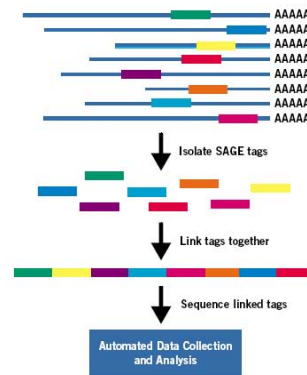 AAAAA
AAAAA
AAAAA
AAAAA
AAAAA
AAAAA
AAAAA
AAAAA
Isolate SAGE tags
Link tags together
Sequence linked tags
Automated Data Collection
and Analysis